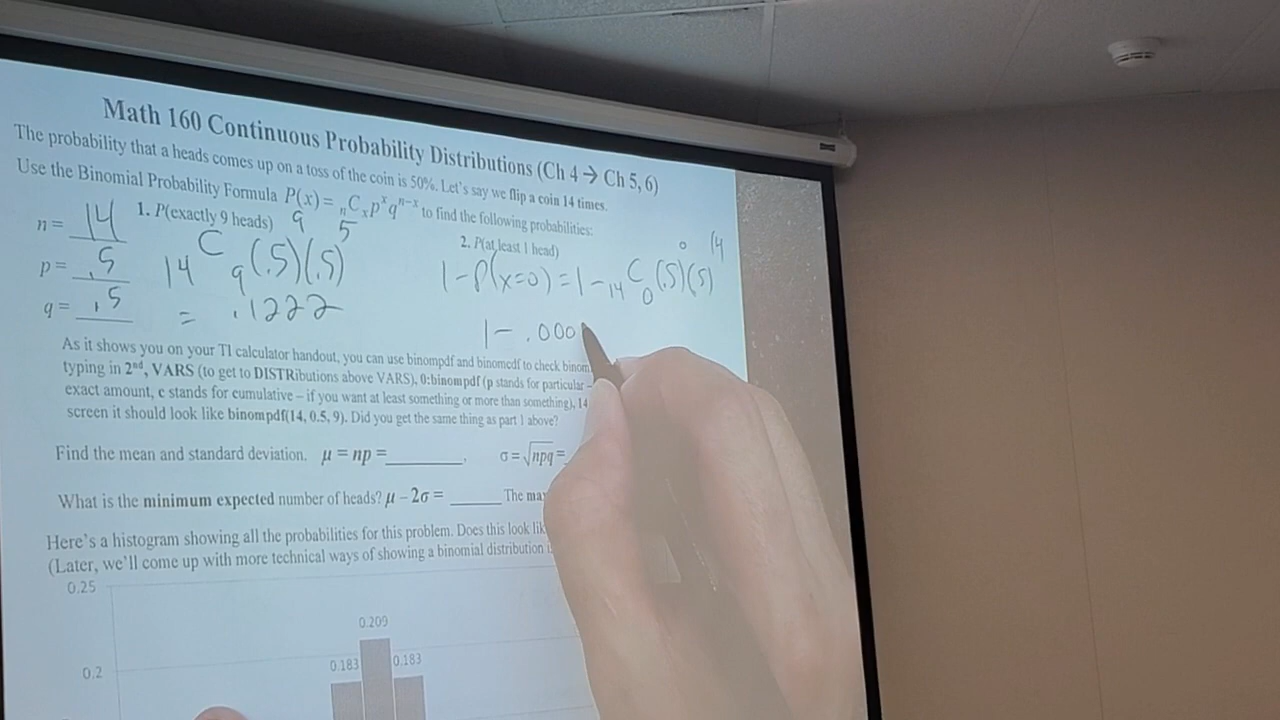 Math 160 Continuous Probability Distributions (Ch 4 → Ch 5, 6)
The probability that a heads comes up on a toss of the coin is 50%. Let's say we flip a coin 14 times.
Use the Binomial Probability Formula P(x) = nCx p^x q^(n−x) to find the following probabilities:
n = 14
p = .5
q = .5
1. P(exactly 9 heads)
14 C 9 (.5)^9 (.5)^5
= .1222
2. P(at least 1 head)
1 - P(x=0) = 1 - 14 C 0 (.5)^0 (.5)^14
1 - .000
As it shows you on your TI calculator handout, you can use binompdf and binomcdf to check binom
typing in 2nd, VARS (to get to DISTRibutions above VARS), 0:binompdf (p stands for particular –
exact amount, c stands for cumulative – if you want at least something or more than something), 14
screen it should look like binompdf(14, 0.5, 9). Did you get the same thing as part 1 above?
Find the mean and standard deviation. μ = np =________, σ = √npq =
What is the minimum expected number of heads? μ – 2σ = ______ The ma
Here's a histogram showing all the probabilities for this problem. Does this look lik
(Later, we'll come up with more technical ways of showing a binomial distribution
0.25
0.209
0.183
0.183
0.2